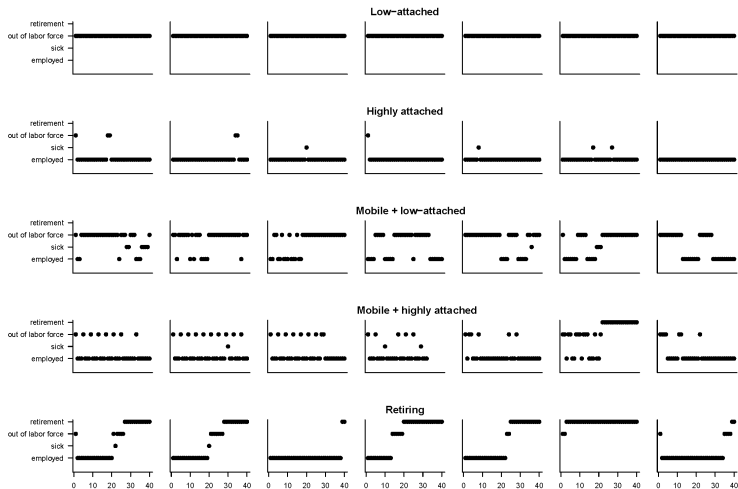 Low−attached
retirement
out of labor force
sick
employed
Highly attached
retirement
out of labor force
sick
employed
Mobile + low−attached
retirement
out of labor force
sick
employed
Mobile + highly attached
retirement
out of labor force
sick
employed
Retiring
retirement
out of labor force
sick
employed
0 10 20 30 40 0 10 20 30 40 0 10 20 30 40 0 10 20 30 40 0 10 20 30 40 0 10 20 30 40 0 10 20 30 40